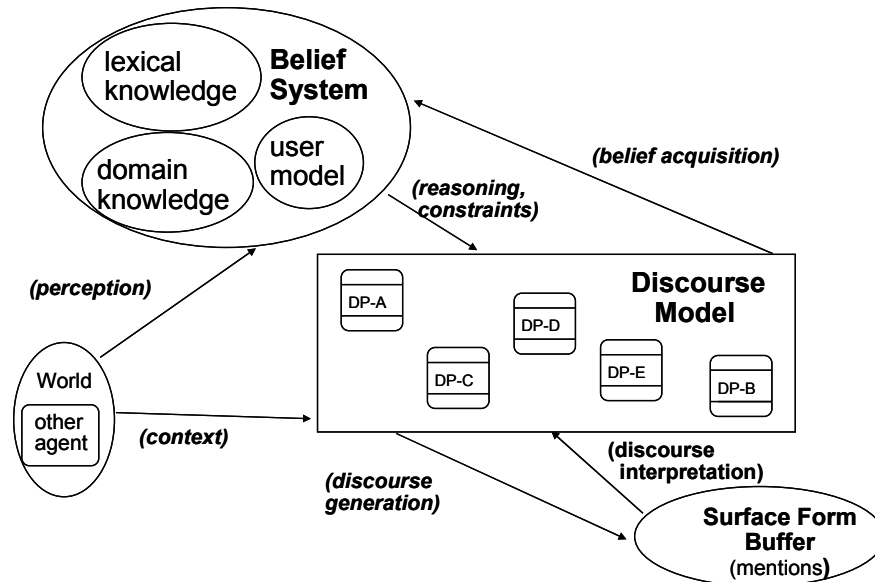 lexical
knowledge
Belief
System
domain
knowledge
user
model
(belief acquisition)
(reasoning,
constraints)
(perception)
Discourse
Model
DP-A
DP-D
DP-C
DP-E
DP-B
World
other
agent
(context)
(discourse
generation)
(discourse
interpretation)
Surface Form
Buffer
(mentions)